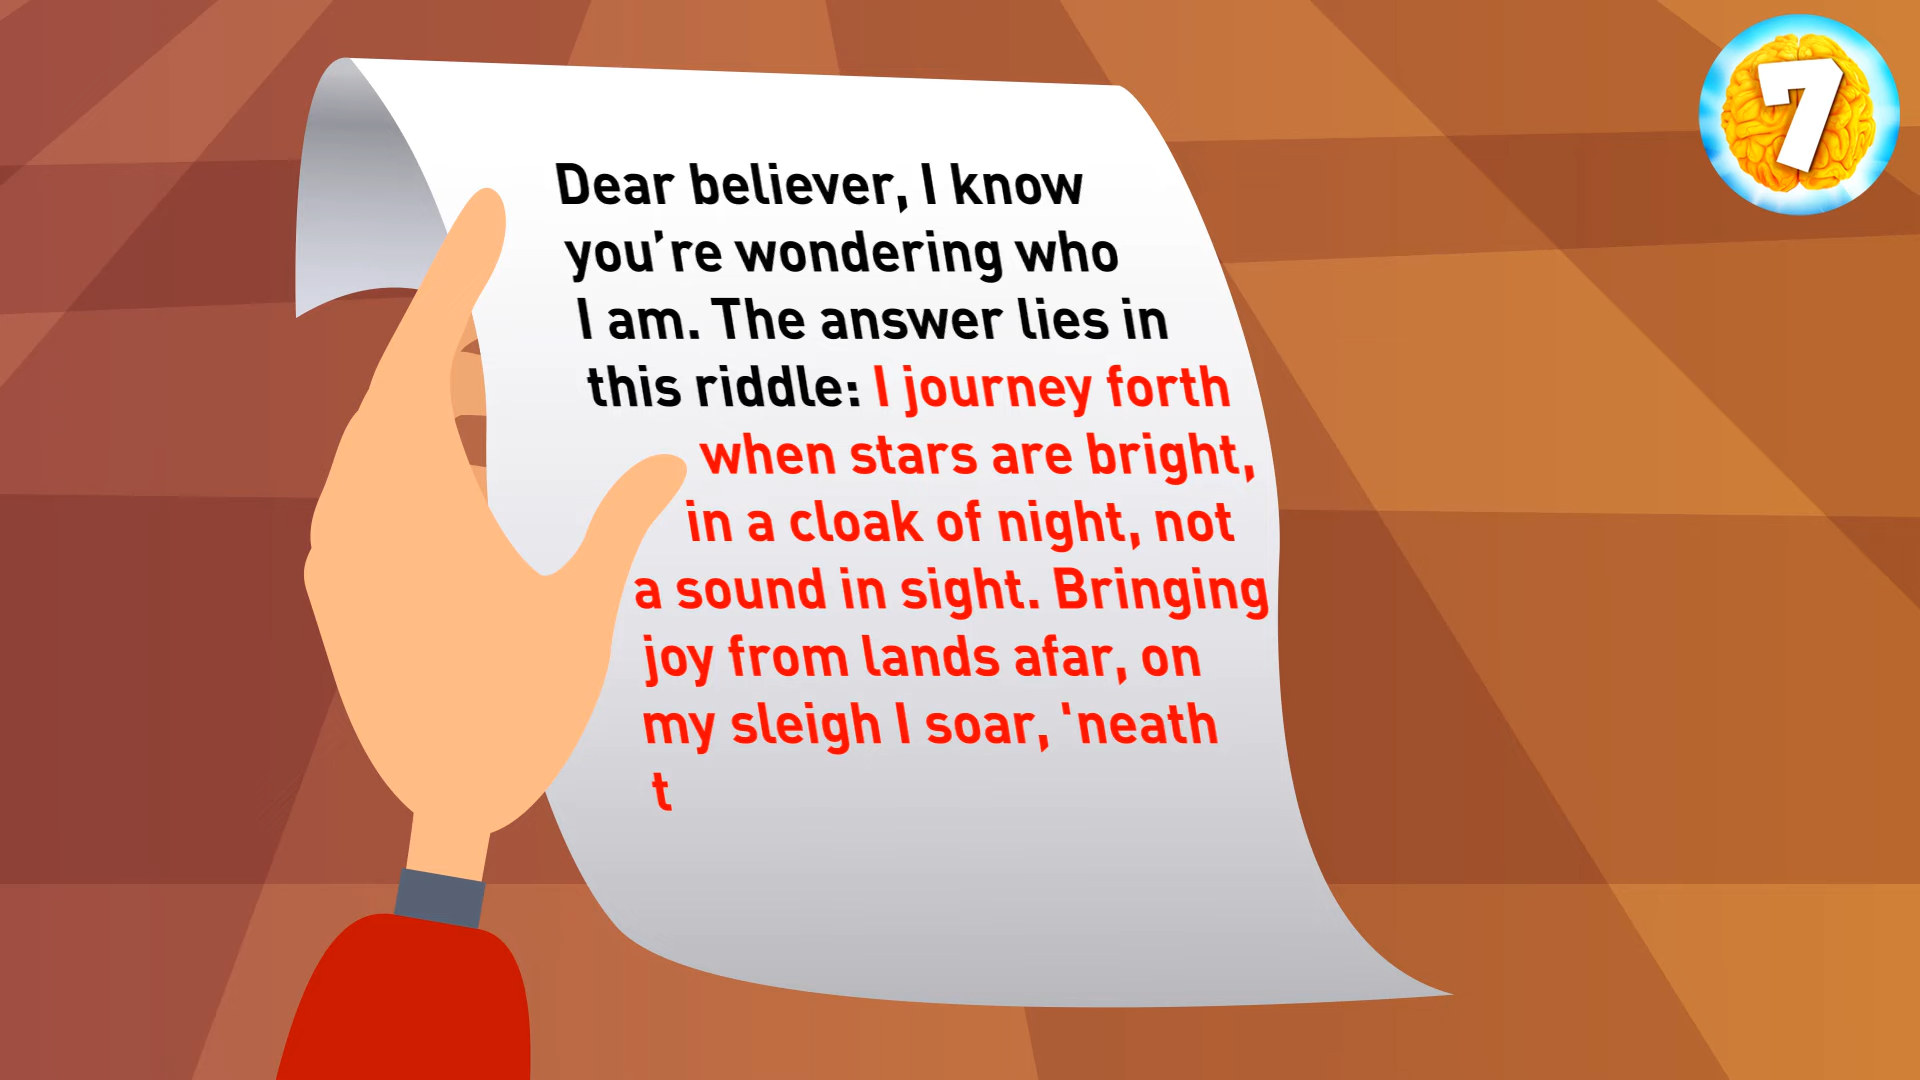 7
Dear believer, I know
you’re wondering who
I am. The answer lies in
this riddle: I journey forth
when stars are bright,
in a cloak of night, not
a sound in sight. Bringing
joy from lands afar, on
my sleigh I soar, 'neath
t